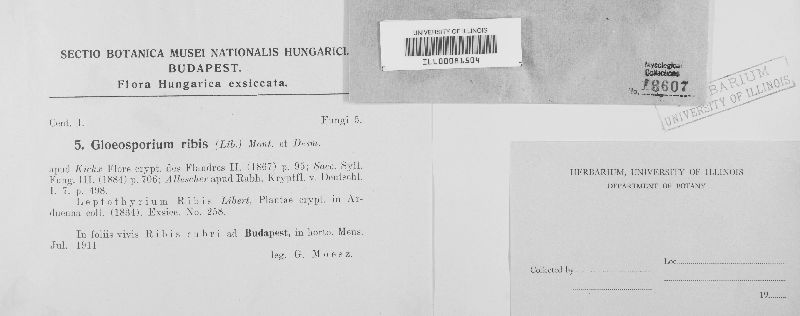 SECTIO BOTANICA MUSEI NATIONALIS HUNGARICI.
BUDAPEST.
Flora Hungarica exsiccata.
Cent. 1.
Fungi 5.
5. Gloeosporium ribis (Lib.) Mont. et Desm.
apud Kickx Flore crypt. des Flandres II. (1867) p. 95; Sacc. Syll.
Fung. III. (1884) p. 706; Allescher apud Rabh. Kryptfl. v. Deutschl.
I. 7. p. 498.
Leptothyrium Ribis Libert. Plantae crypt. in Ar-
duenna coll. (1834). Exsicc. No. 258.
In foliis vivis Ribis rubri ad Budapest, in horto. Mens.
Jul. 1911
leg. G. Moesz.
UNIVERSITY OF ILLINOIS
ILL00081504
Mycological
Collections
No. 18607
HERBARIUM
UNIVERSITY OF ILLINOIS
HERBARIUM, UNIVERSITY OF ILLINOIS
DEPARTMENT OF BOTANY
Loc.
Collected by
19